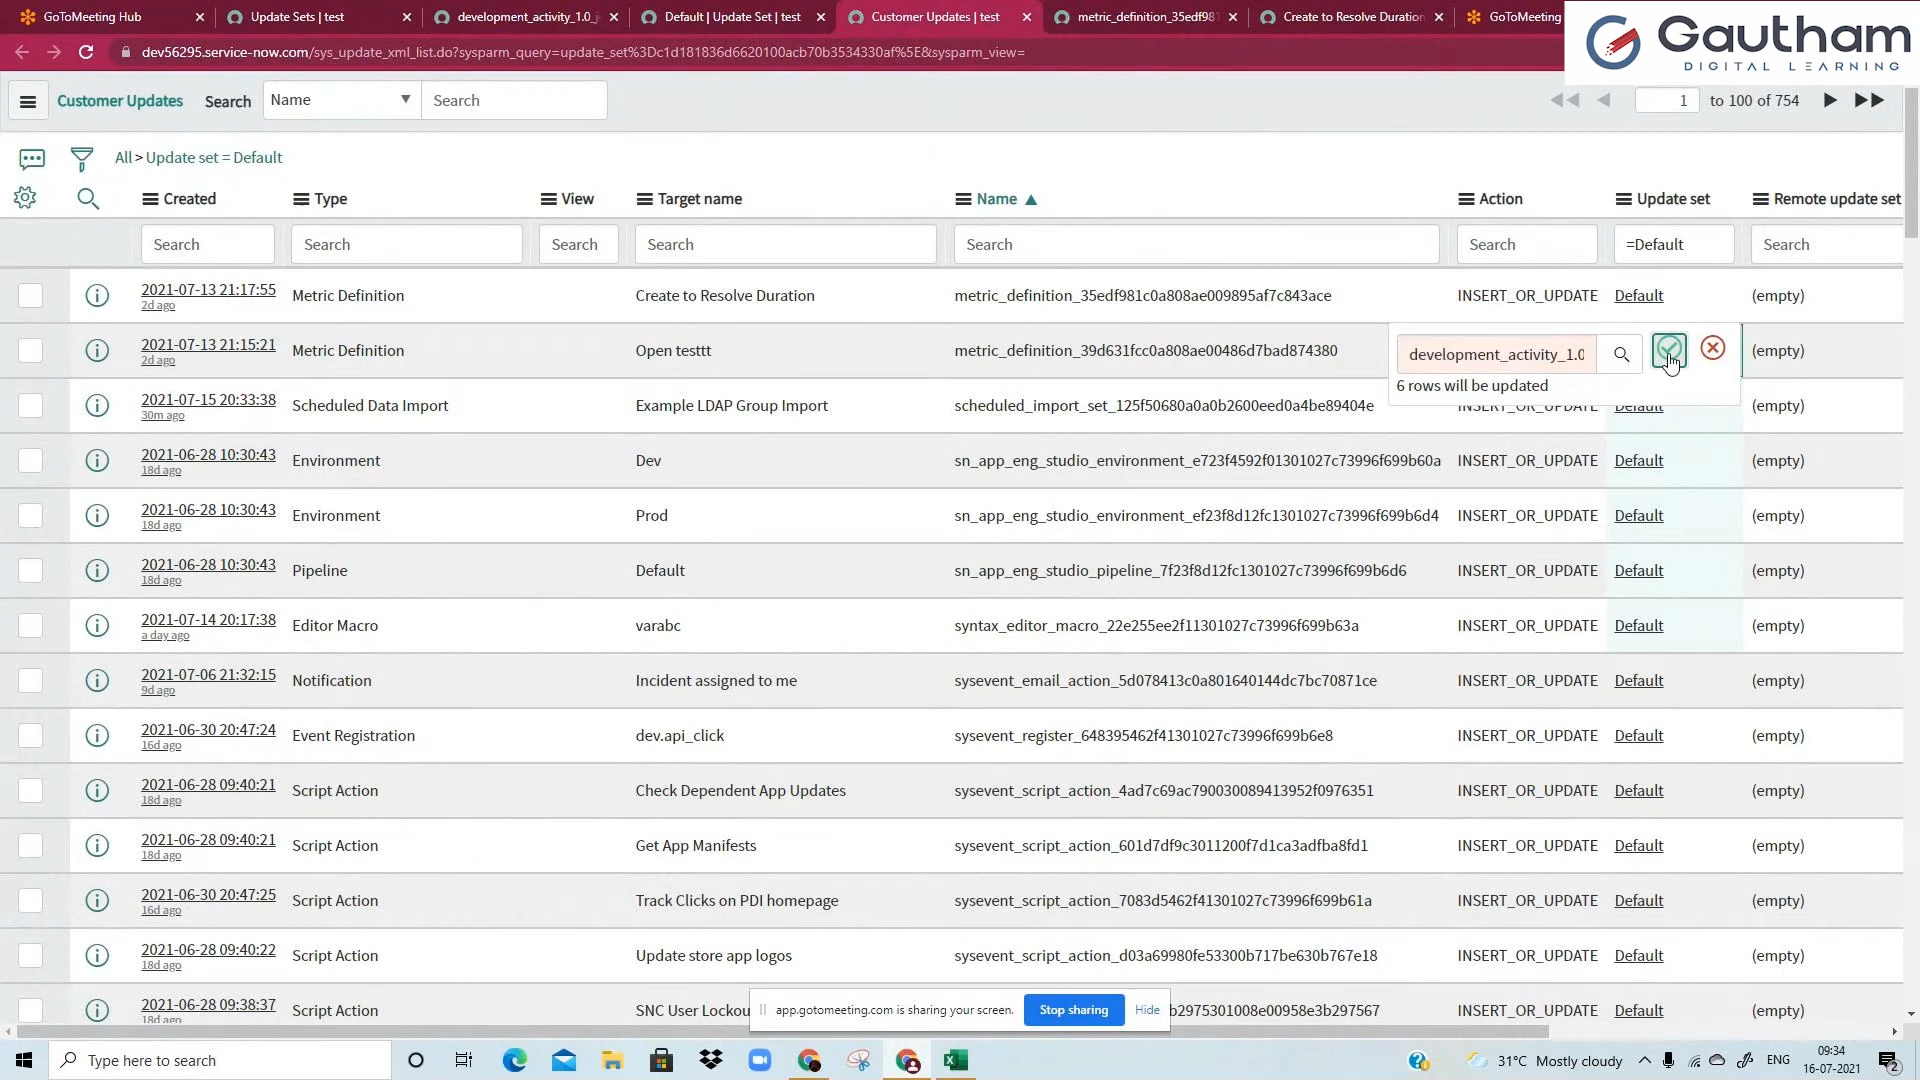 GoToMeeting Hub
Update Sets | test
development_activity_1.0_j
Default | Update Set | test
Customer Updates | test
metric_definition_35edf981
Create to Resolve Duration
GoToMeeting
Gautham
DIGITAL LEARNING
dev56295.service-now.com/sys_update_xml_list.do?sysparm_query=update_set%3Dc1d181836d6620100acb70b3534330af%5E&sysparm_view=
Customer Updates Search Name Search 1 to 100 of 754
All > Update set = Default
Created Type View Target name Name Action Update set Remote update set
Search Search Search Search Search Search =Default Search
2021-07-13 21:17:55 Metric Definition Create to Resolve Duration metric_definition_35edf981c0a808ae009895af7c843ace INSERT_OR_UPDATE Default (empty)
2d ago
2021-07-13 21:15:21 Metric Definition Open testtt metric_definition_39d631fcc0a808ae00486d7bad874380 development_activity_1.0 (empty)
2d ago
6 rows will be updated
2021-07-15 20:33:38 Scheduled Data Import Example LDAP Group Import scheduled_import_set_125f50680a0a0b2600eed0a4be89404e INSERT_OR_UPDATE Default (empty)
30m ago
2021-06-28 10:30:43 Environment Dev sn_app_eng_studio_environment_e723f4592f01301027c73996f699b60a INSERT_OR_UPDATE Default (empty)
18d ago
2021-06-28 10:30:43 Environment Prod sn_app_eng_studio_environment_ef23f8d12fc1301027c73996f699b6d4 INSERT_OR_UPDATE Default (empty)
18d ago
2021-06-28 10:30:43 Pipeline Default sn_app_eng_studio_pipeline_7f23f8d12fc1301027c73996f699b6d6 INSERT_OR_UPDATE Default (empty)
18d ago
2021-07-14 20:17:38 Editor Macro varabc syntax_editor_macro_22e255ee2f11301027c73996f699b63a INSERT_OR_UPDATE Default (empty)
a day ago
2021-07-06 21:32:15 Notification Incident assigned to me sysevent_email_action_5d078413c0a801640144dc7bc70871ce INSERT_OR_UPDATE Default (empty)
9d ago
2021-06-30 20:47:24 Event Registration dev.api_click sysevent_register_648395462f41301027c73996f699b6e8 INSERT_OR_UPDATE Default (empty)
16d ago
2021-06-28 09:40:21 Script Action Check Dependent App Updates sysevent_script_action_4ad7c69ac790030089413952f0976351 INSERT_OR_UPDATE Default (empty)
18d ago
2021-06-28 09:40:21 Script Action Get App Manifests sysevent_script_action_601d7df9c3011200f7d1ca3adfba8fd1 INSERT_OR_UPDATE Default (empty)
18d ago
2021-06-30 20:47:25 Script Action Track Clicks on PDI homepage sysevent_script_action_7083d5462f41301027c73996f699b61a INSERT_OR_UPDATE Default (empty)
16d ago
2021-06-28 09:40:22 Script Action Update store app logos sysevent_script_action_d03a69980fe53300b717be630b767e18 INSERT_OR_UPDATE Default (empty)
18d ago
2021-06-28 09:38:37 Script Action SNC User Lockou b2975301008e00958e3b297567 INSERT_OR_UPDATE Default (empty)
18d ago
app.gotomeeting.com is sharing your screen. Stop sharing Hide
Type here to search
31°C Mostly cloudy
ENG
09:34
16-07-2021
2